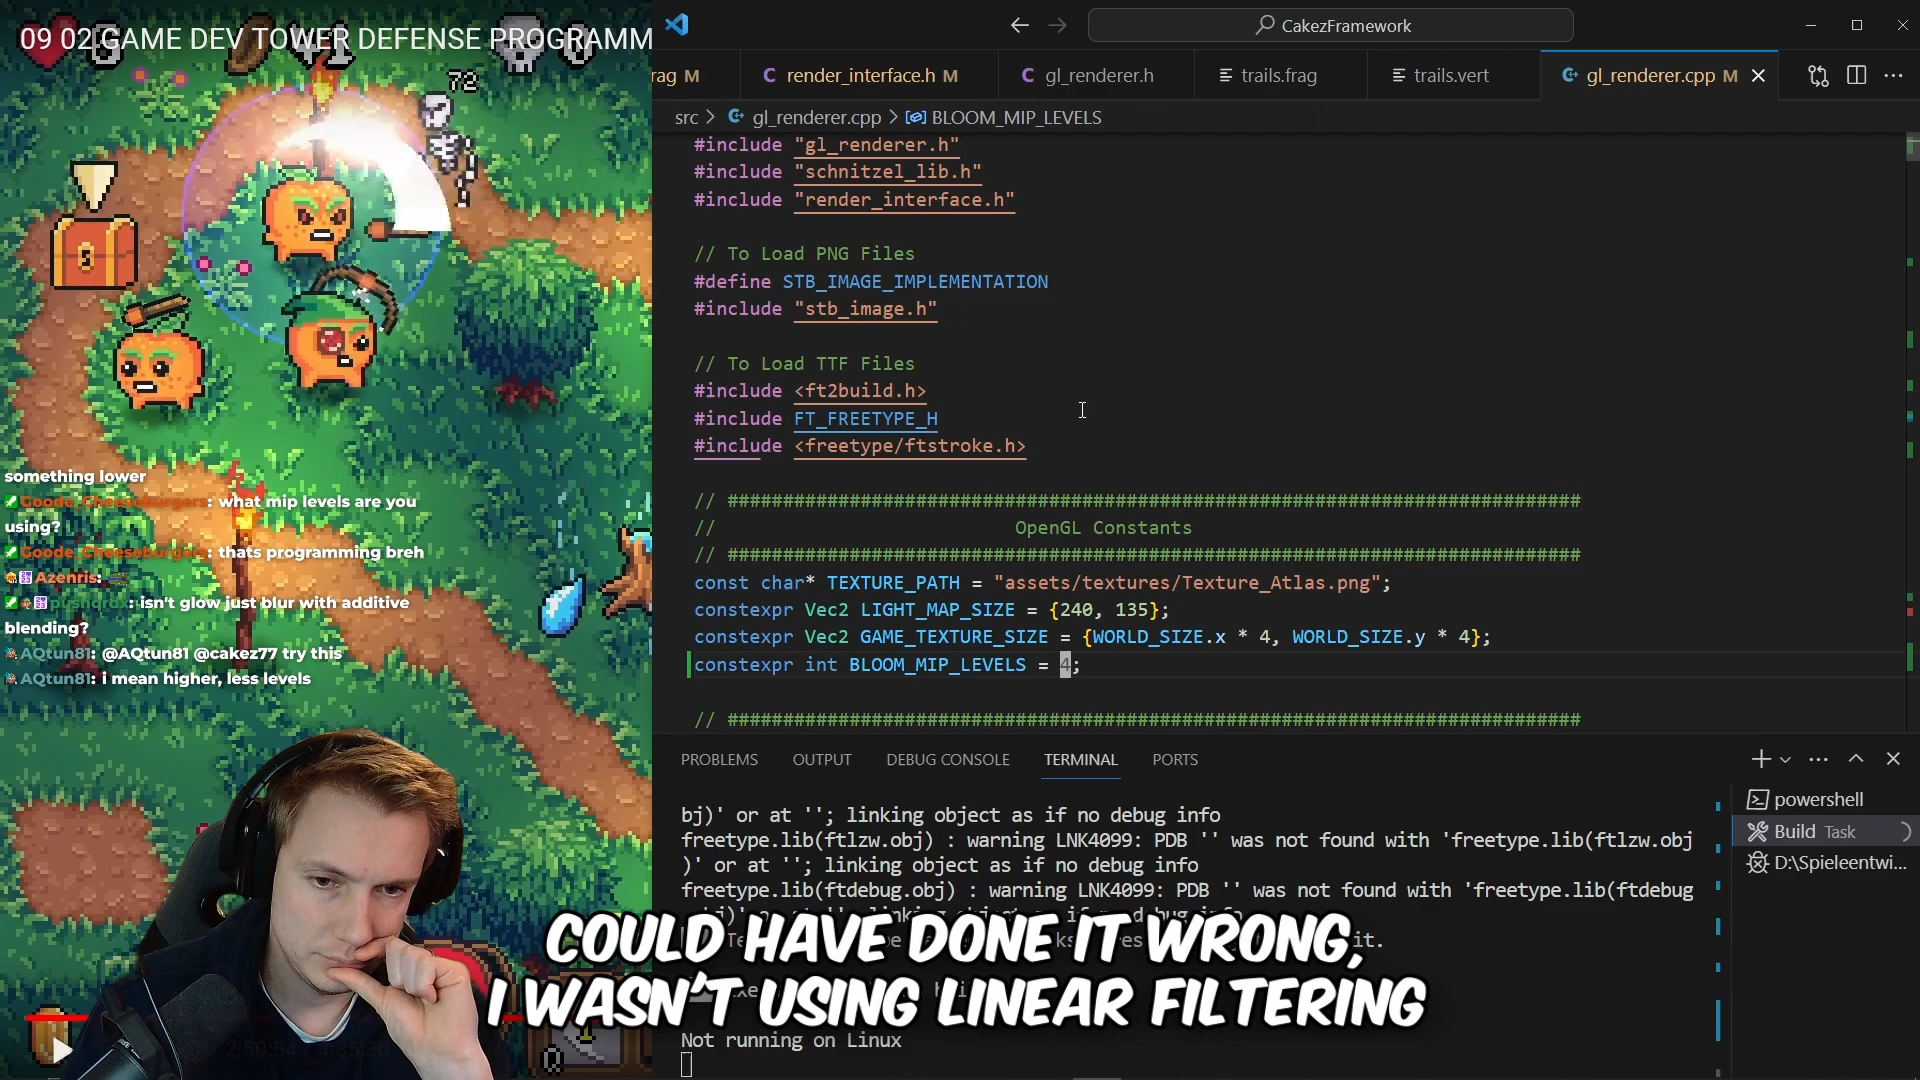 09 02 GAME DEV TOWER DEFENSE PROGRAMM
72
something lower
Goode_Cheeseburgers: what mip levels are you
using?
Goode_Cheeseburgers: thats programming breh
Azenris:
pushqrdx: isn't glow just blur with additive
blending?
AQtun81: @AQtun81 @cakez77 try this
AQtun81: i mean higher, less levels
0
CakezFramework
rag M
render_interface.h M
gl_renderer.h
trails.frag
trails.vert
gl_renderer.cpp M
src > gl_renderer.cpp > BLOOM_MIP_LEVELS
#include "gl_renderer.h"
#include "schnitzel_lib.h"
#include "render_interface.h"
// To Load PNG Files
#define STB_IMAGE_IMPLEMENTATION
#include "stb_image.h"
// To Load TTF Files
#include <ft2build.h>
#include FT_FREETYPE_H
#include <freetype/ftstroke.h>
// #############################################################################
// OpenGL Constants
// #############################################################################
const char* TEXTURE_PATH = "assets/textures/Texture_Atlas.png";
constexpr Vec2 LIGHT_MAP_SIZE = {240, 135};
constexpr Vec2 GAME_TEXTURE_SIZE = {WORLD_SIZE.x * 4, WORLD_SIZE.y * 4};
constexpr int BLOOM_MIP_LEVELS = 4;
// #############################################################################
PROBLEMS OUTPUT DEBUG CONSOLE TERMINAL PORTS
bj)' or at ''; linking object as if no debug info
freetype.lib(ftlzw.obj) : warning LNK4099: PDB '' was not found with 'freetype.lib(ftlzw.obj
)' or at ''; linking object as if no debug info
freetype.lib(ftdebug.obj) : warning LNK4099: PDB '' was not found with 'freetype.lib(ftdebug
Not running on Linux
powershell
Build Task
D:\Spieleentwi...
COULD HAVE DONE IT WRONG,
I WASN'T USING LINEAR FILTERING